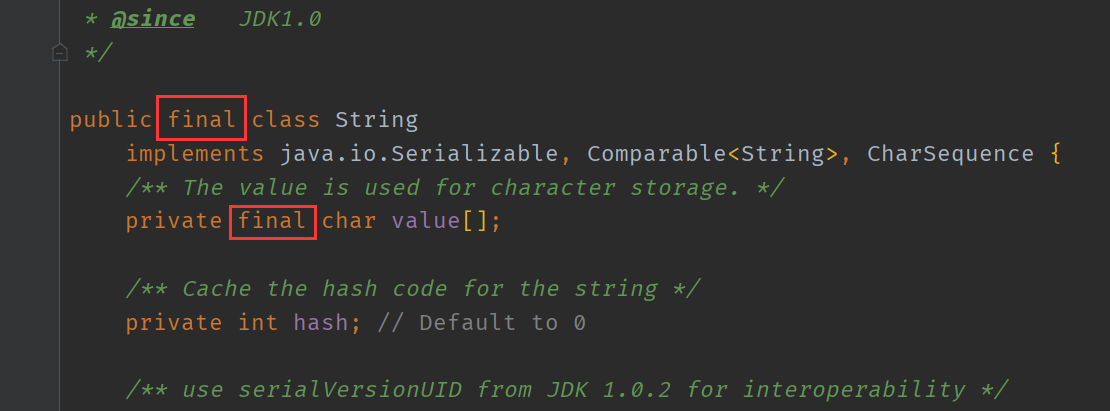 * @since   JDK1.0
*/
public final class String
implements java.io.Serializable, Comparable<String>, CharSequence {
/** The value is used for character storage. */
private final char value[];
/** Cache the hash code for the string */
private int hash; // Default to 0
/** use serialVersionUID from JDK 1.0.2 for interoperability */